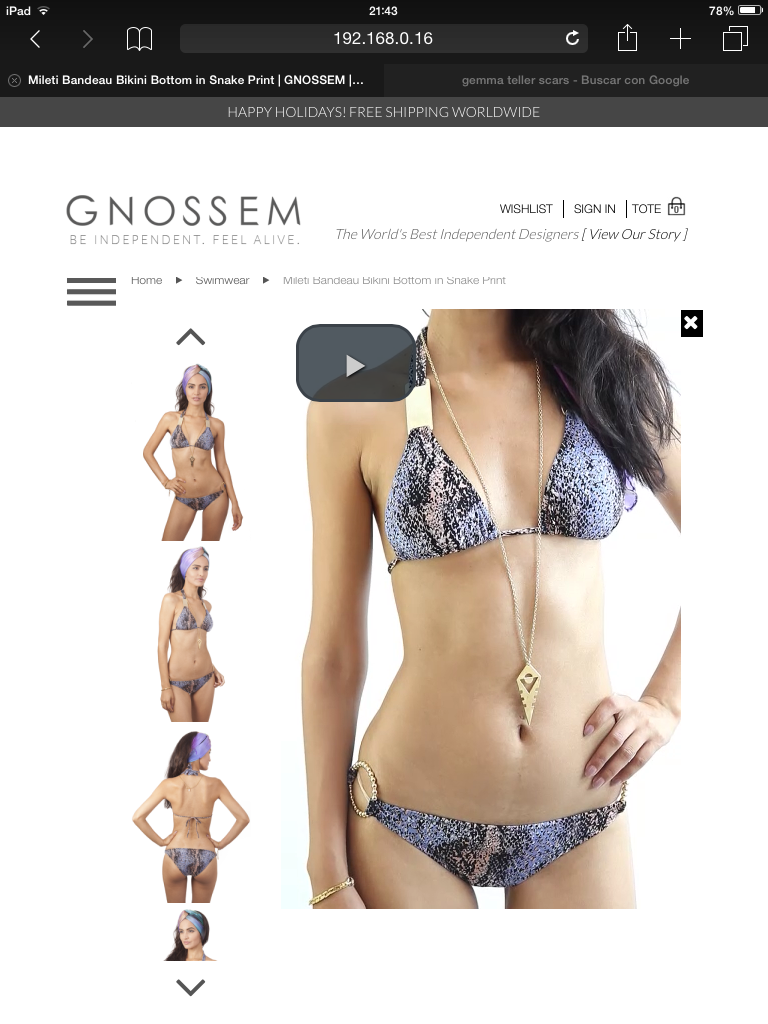 iPad 21:43 78%
192.168.0.16
Mileti Bandeau Bikini Bottom in Snake Print | GNOSSEM |... gemma teller scars - Buscar con Google
HAPPY HOLIDAYS! FREE SHIPPING WORLDWIDE
WISHLIST | SIGN IN | TOTE 0
GNOSSEM
BE INDEPENDENT. FEEL ALIVE.
The World's Best Independent Designers [ View Our Story ]
Home ▶ Swimwear ▶ Mileti Bandeau Bikini Bottom in Snake Print